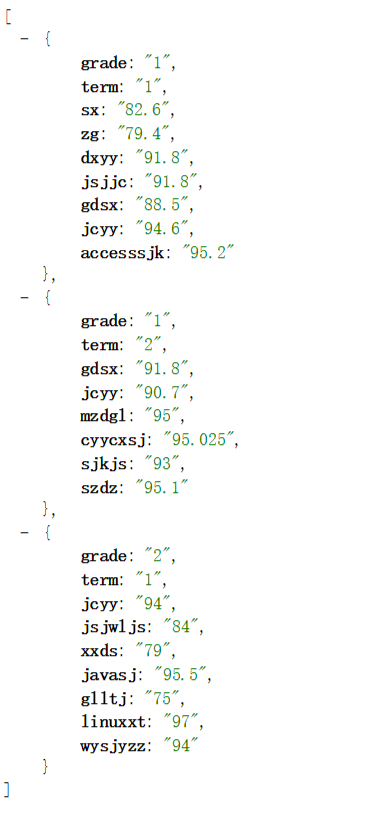 [
- {
grade: "1",
term: "1",
sx: "82.6",
zg: "79.4",
dxyy: "91.8",
jsjjc: "91.8",
gdsx: "88.5",
jcyy: "94.6",
accesssjk: "95.2"
},
- {
grade: "1",
term: "2",
gdsx: "91.8",
jcyy: "90.7",
mzdgl: "95",
cyycxsj: "95.025",
sjkjs: "93",
szdz: "95.1"
},
- {
grade: "2",
term: "1",
jcyy: "94",
jsjwljs: "84",
xxds: "79",
javasj: "95.5",
glltj: "75",
linuxxt: "97",
wysjyzz: "94"
}
]